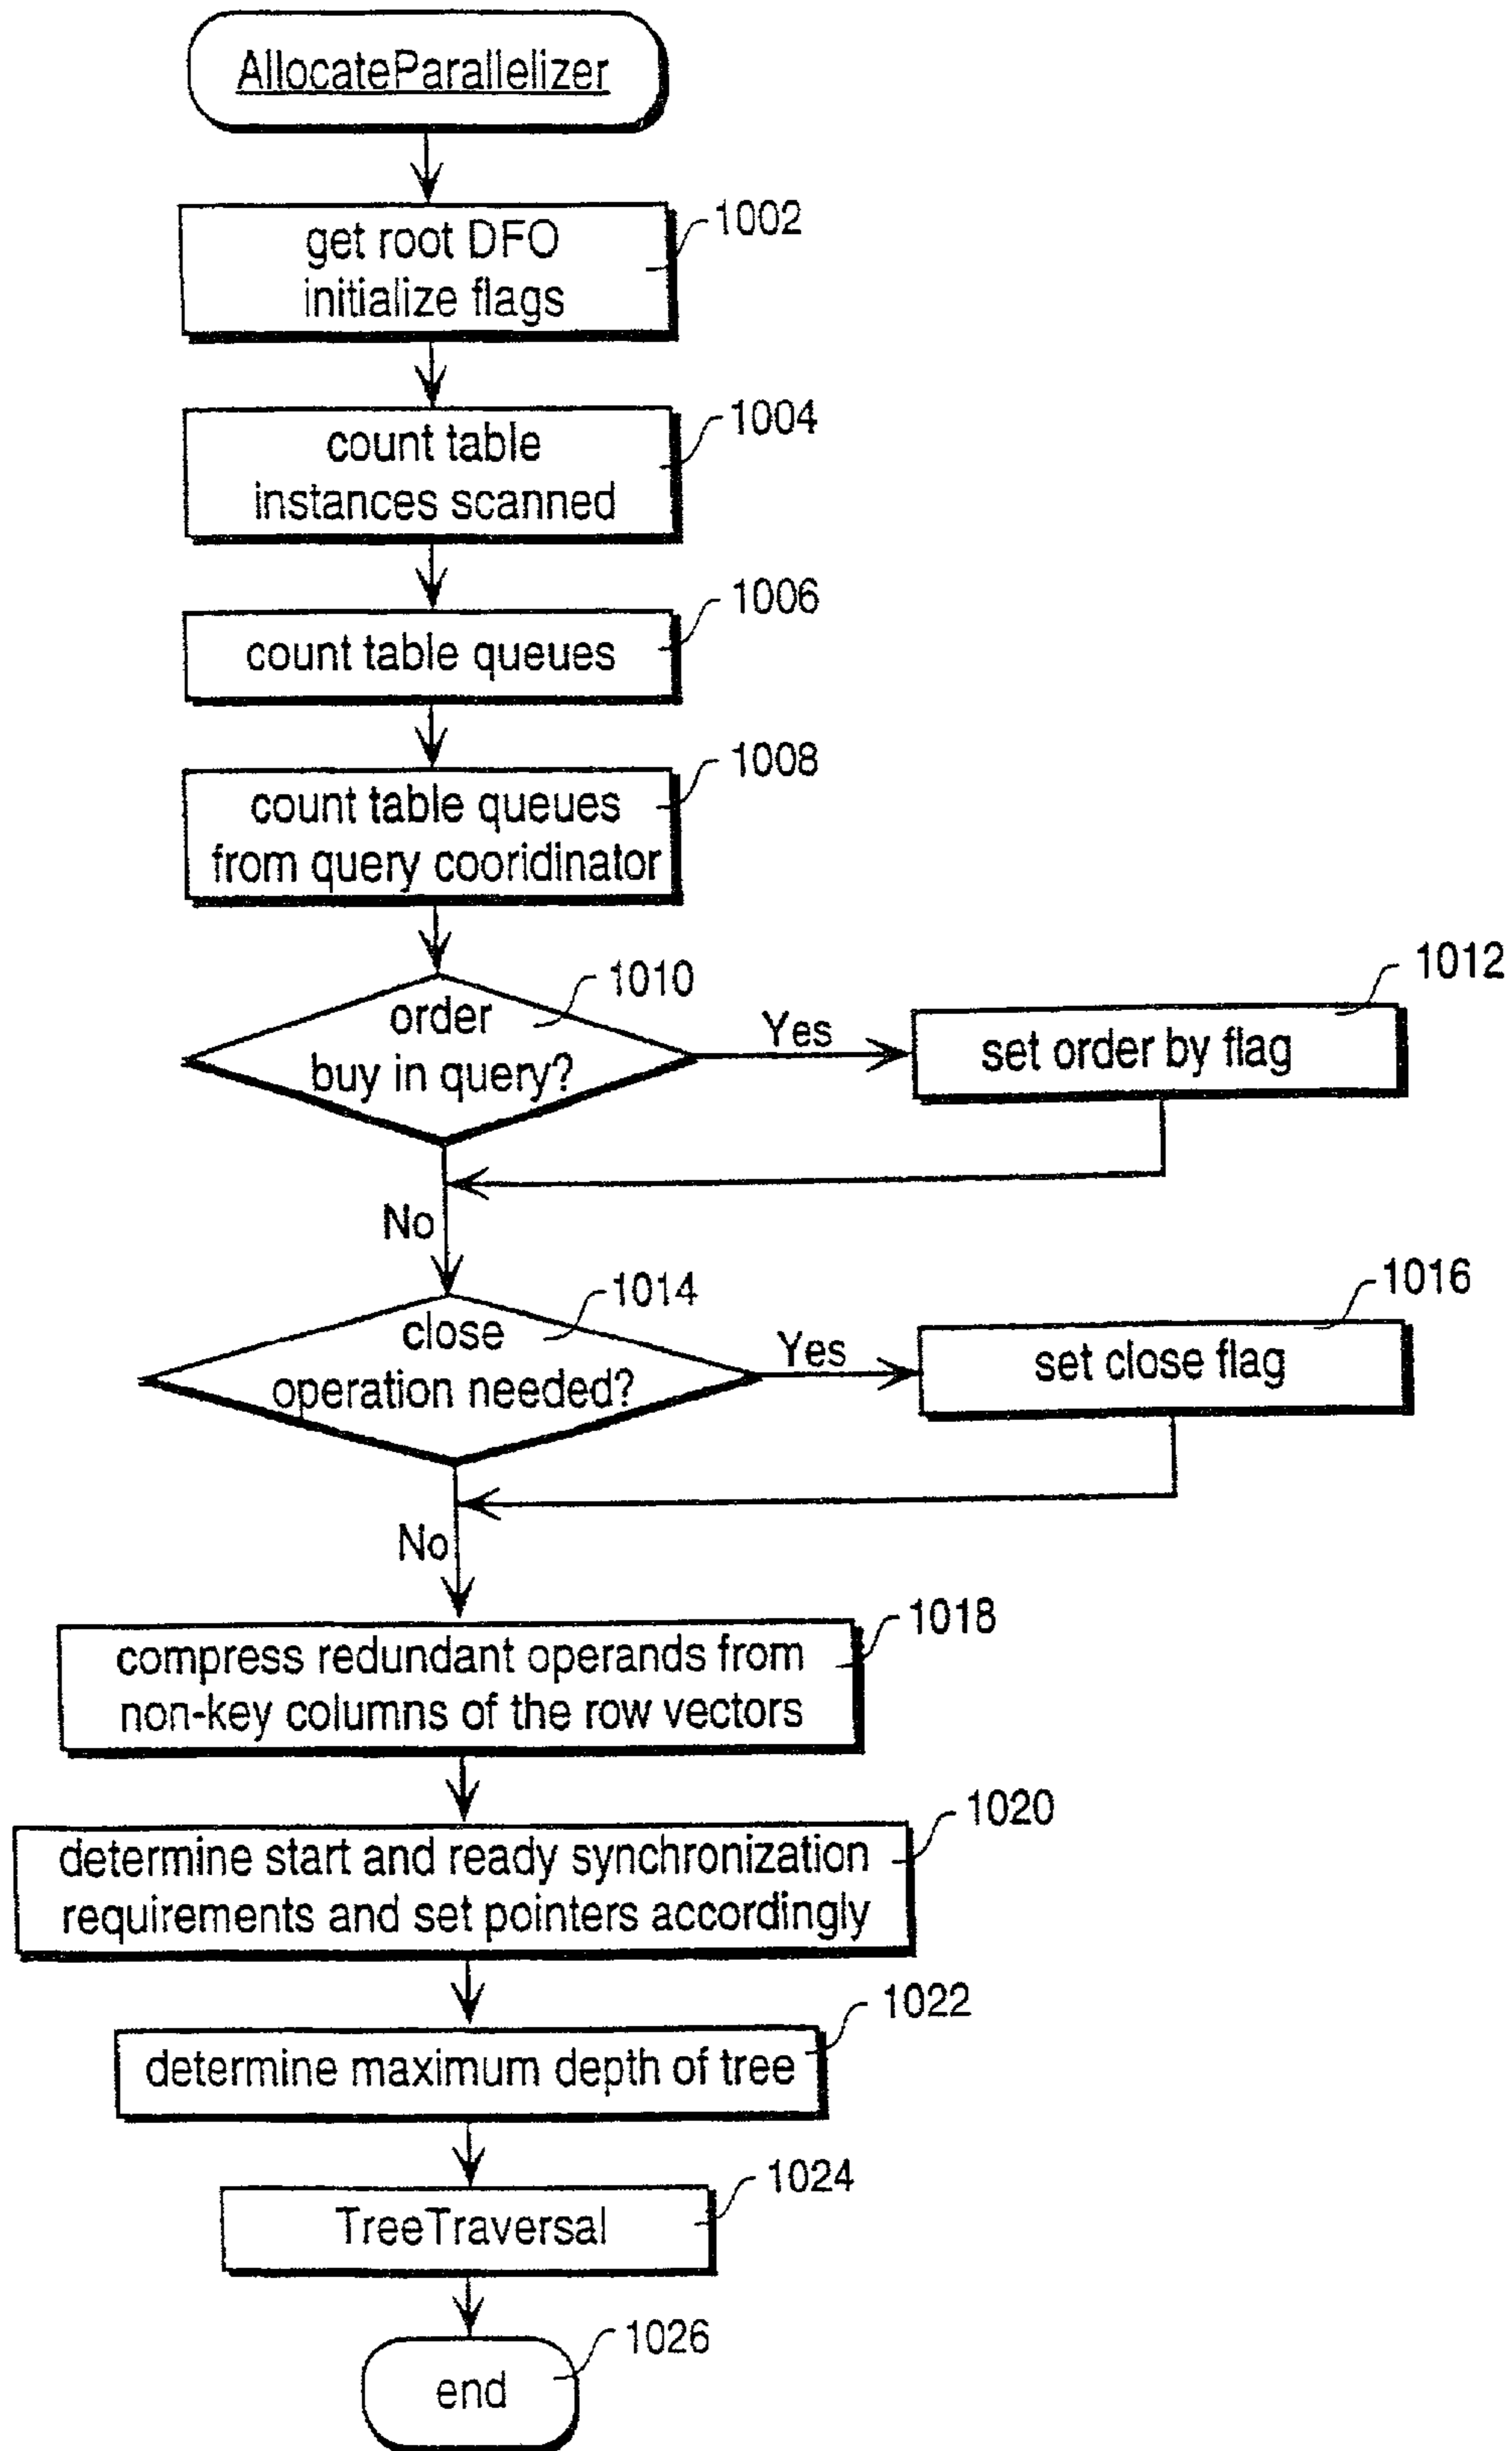 AllocateParallelizer
1002
get root DFO
initialize flags
1004
count table
instances scanned
1006
count table queues
1008
count table queues
from query cooridinator
1010
order
buy in query?
Yes
1012
set order by flag
No
1014
close
operation needed?
Yes
1016
set close flag
No
1018
compress redundant operands from
non-key columns of the row vectors
1020
determine start and ready synchronization
requirements and set pointers accordingly
1022
determine maximum depth of tree
1024
TreeTraversal
1026
end